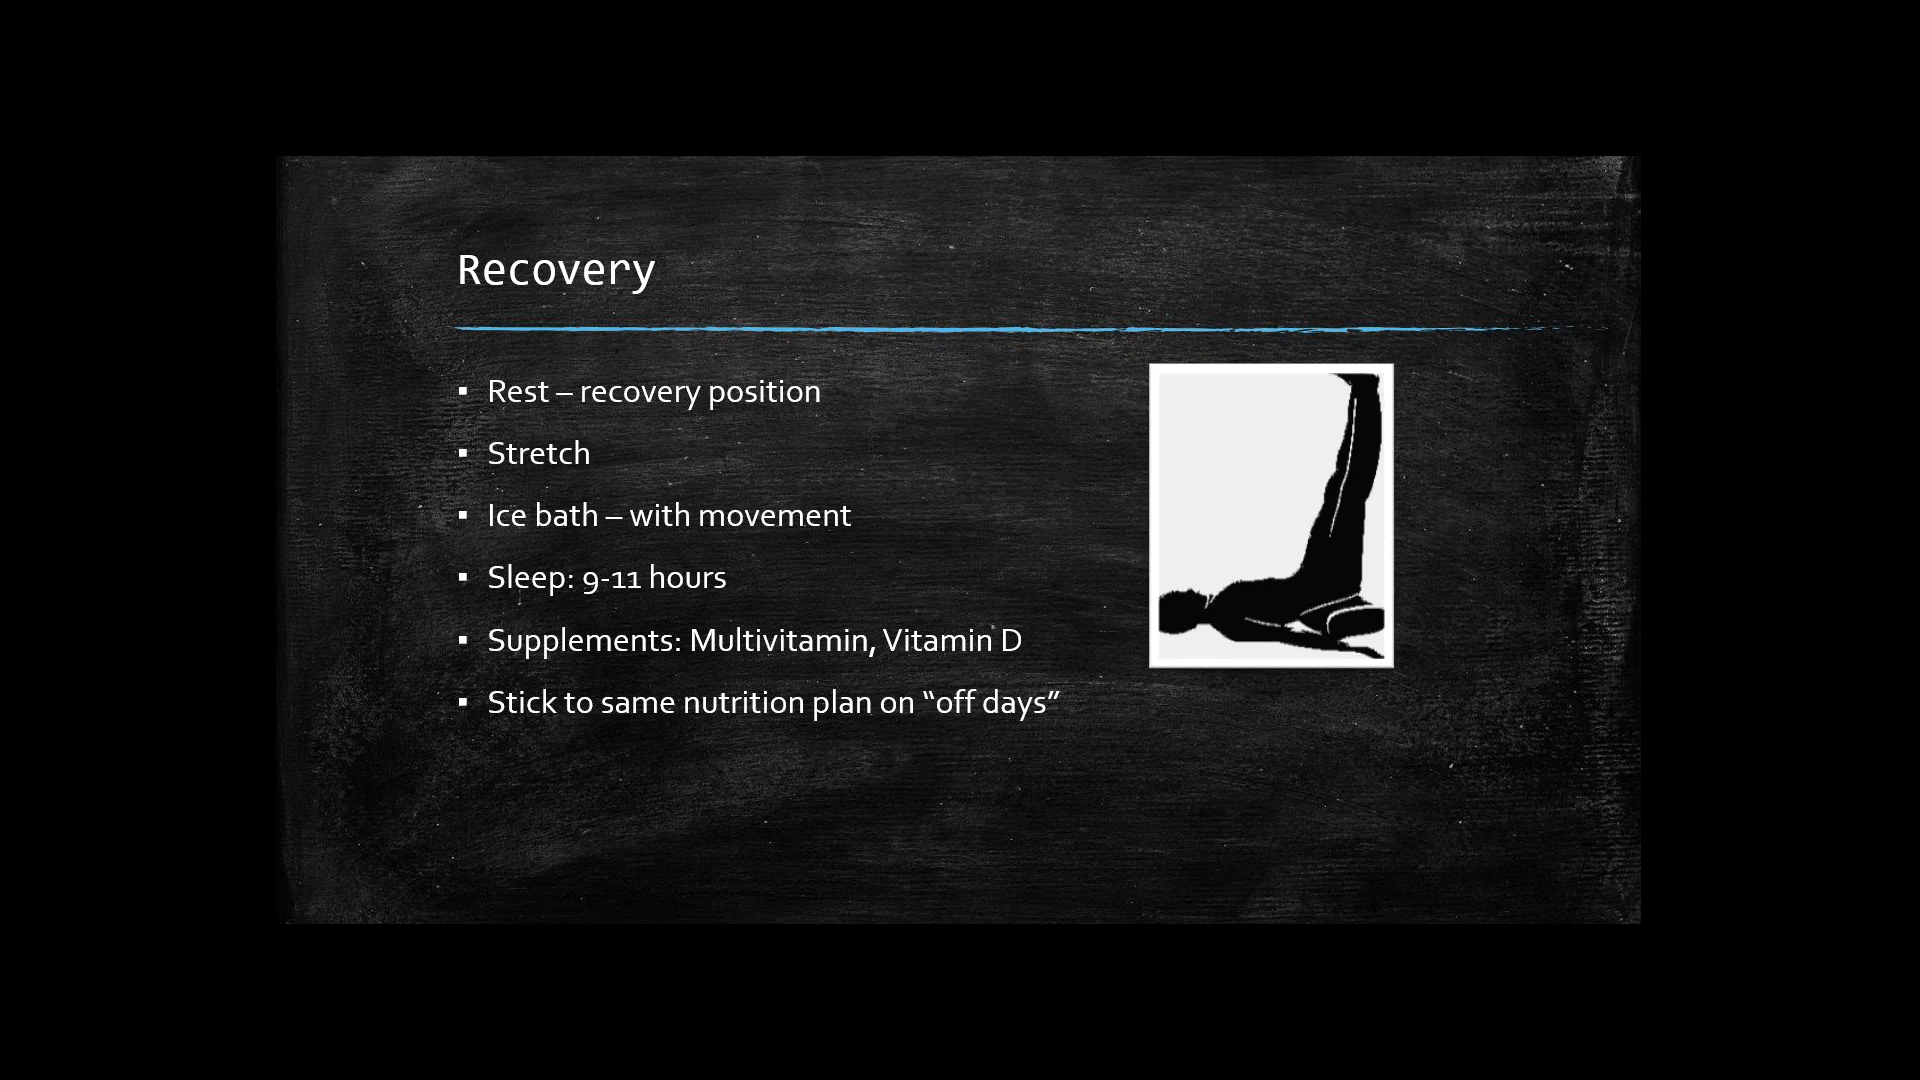 Recovery
▪ Rest – recovery position
▪ Stretch
▪ Ice bath – with movement
▪ Sleep: 9-11 hours
▪ Supplements: Multivitamin, Vitamin D
▪ Stick to same nutrition plan on “off days”